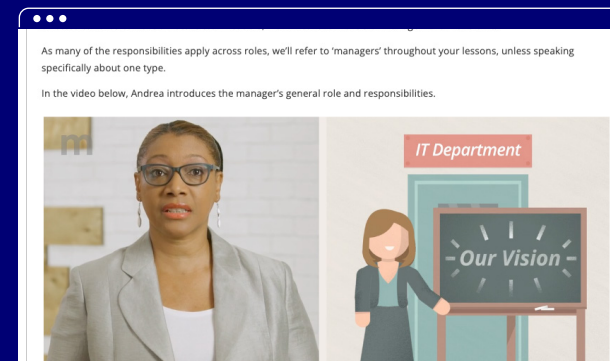 As many of the responsibilities apply across roles, we'll refer to 'managers' throughout your lessons, unless speaking
specifically about one type.
In the video below, Andrea introduces the manager's general role and responsibilities.
m
IT Department
Our Vision